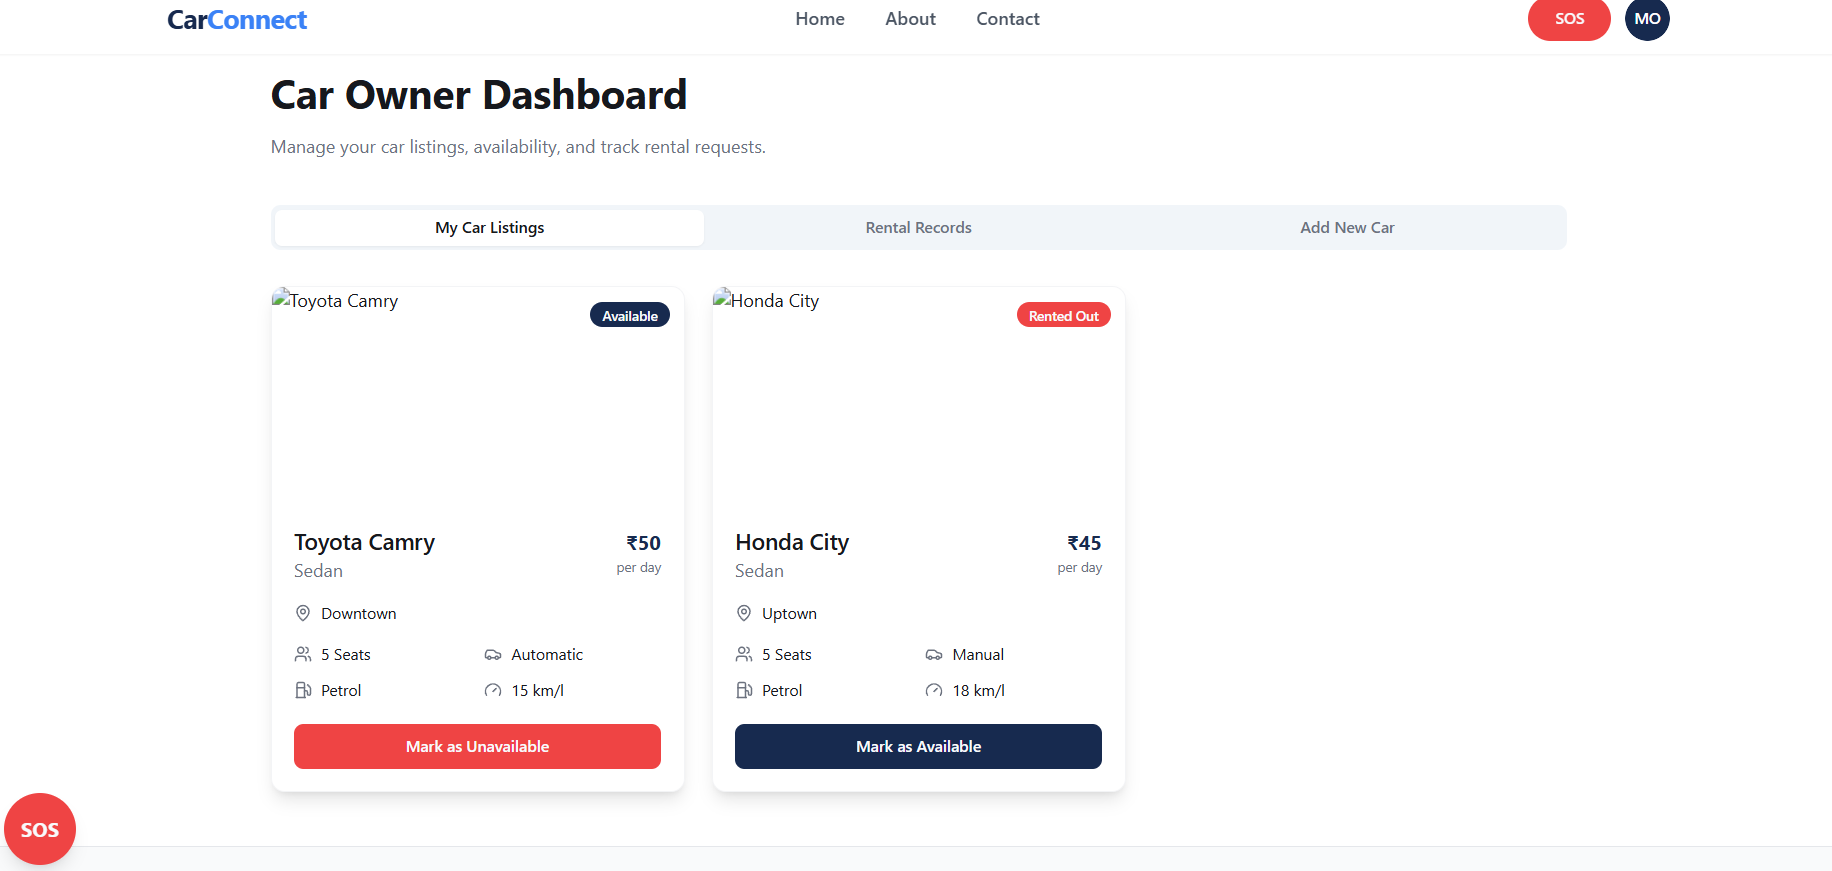 CarConnect
Home About Contact
SOS
MO
Car Owner Dashboard
Manage your car listings, availability, and track rental requests.
My Car Listings Rental Records Add New Car
Toyota Camry
Available
Toyota Camry ₹50
Sedan per day
Downtown
5 Seats Automatic
Petrol 15 km/l
Mark as Unavailable
Honda City
Rented Out
Honda City ₹45
Sedan per day
Uptown
5 Seats Manual
Petrol 18 km/l
Mark as Available
SOS